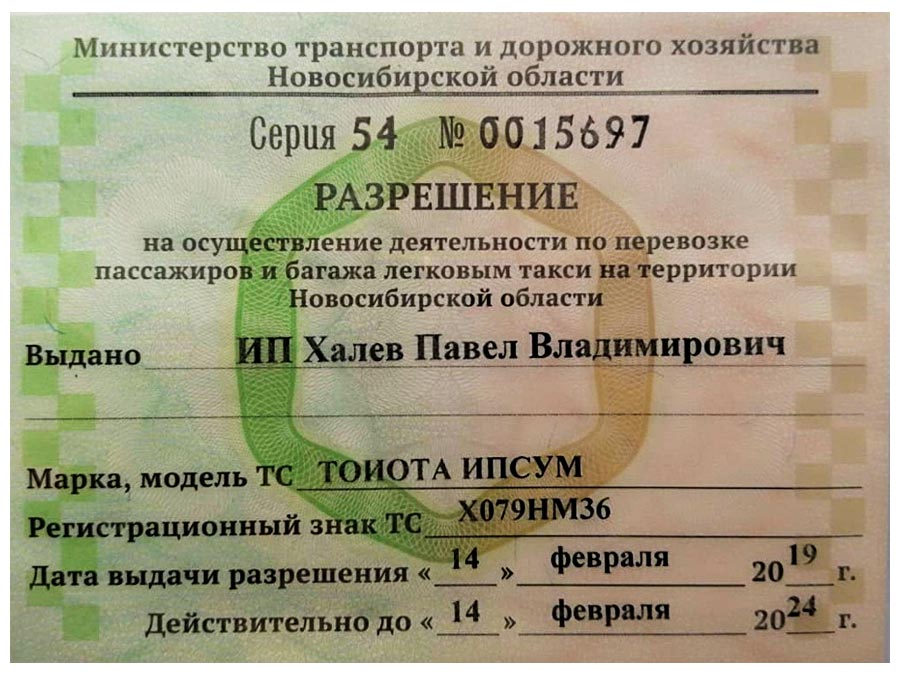 Министерство транспорта и дорожного хозяйства
Новосибирской области
Серия 54 № 0015697
РАЗРЕШЕНИЕ
на осуществление деятельности по перевозке
пассажиров и багажа легковым такси на территории
Новосибирской области
Выдано ИП Халев Павел Владимирович
Марка, модель ТС ТОИОТА ИПСУМ
Регистрационный знак ТС Х079НМ36
Дата выдачи разрешения « 14 » февраля 2019 г.
Действительно до « 14 » февраля 2024 г.